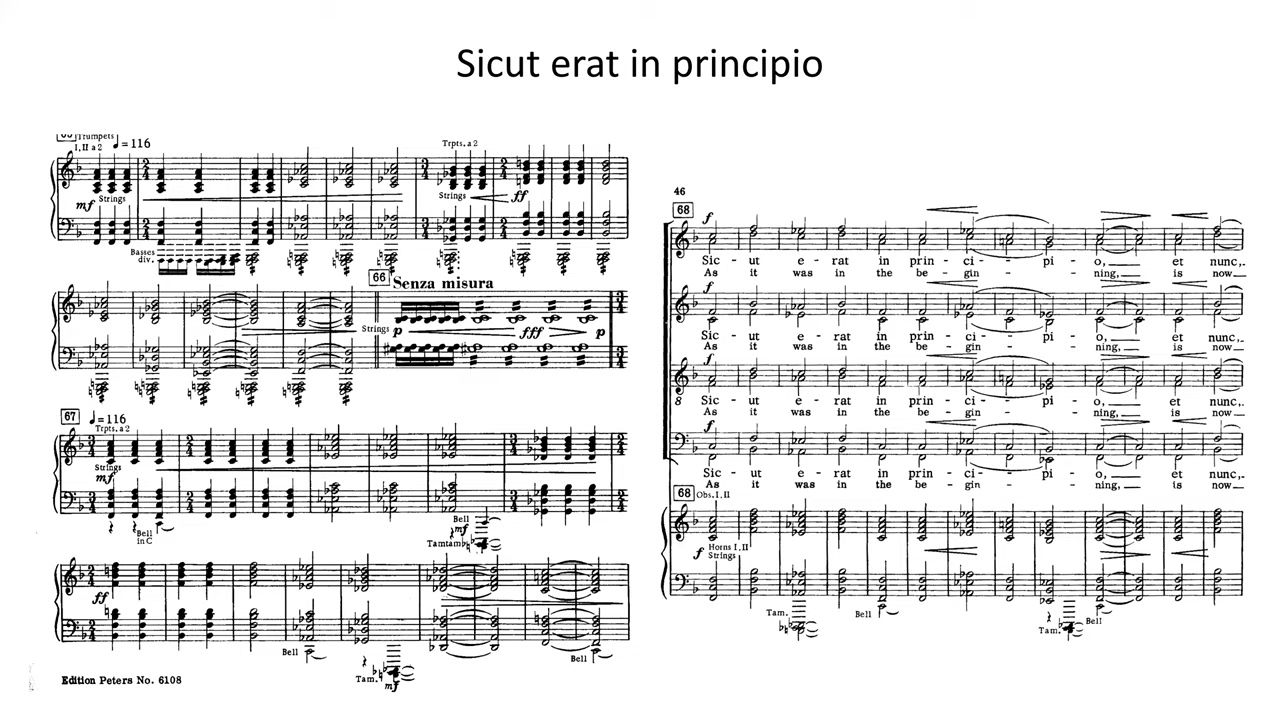 Sicut erat in principio
65 Trumpets
I, II a 2 ♩= 116
Trpts. a 2
mf Strings
Strings ff
Basses
div.
66 Senza misura
Strings p fff p
67 ♩= 116
Trpts. a 2
Strings
mf
Bell
in C
Bell
mf
Tamtam
ff
Bell
Bell
Tam.
mf
Edition Peters No. 6108
46
68
f
Sic - ut e - rat in prin - ci - pi - o, et nunc,
As it was in the be - gin - ning, is now
f
Sic - ut e - rat in prin - ci - pi - o, et nunc,
As it was in the be - gin - ning, is now
f
8 Sic - ut e - rat in prin - ci - pi - o, et nunc,
As it was in the be - gin - ning, is now
f
Sic - ut e - rat in prin - ci - pi - o, et nunc,
As it was in the be - gin - ning, is now
68 Obs. I, II
f Horns I, II
Strings
Tam.
Bell
Tam.
Bell